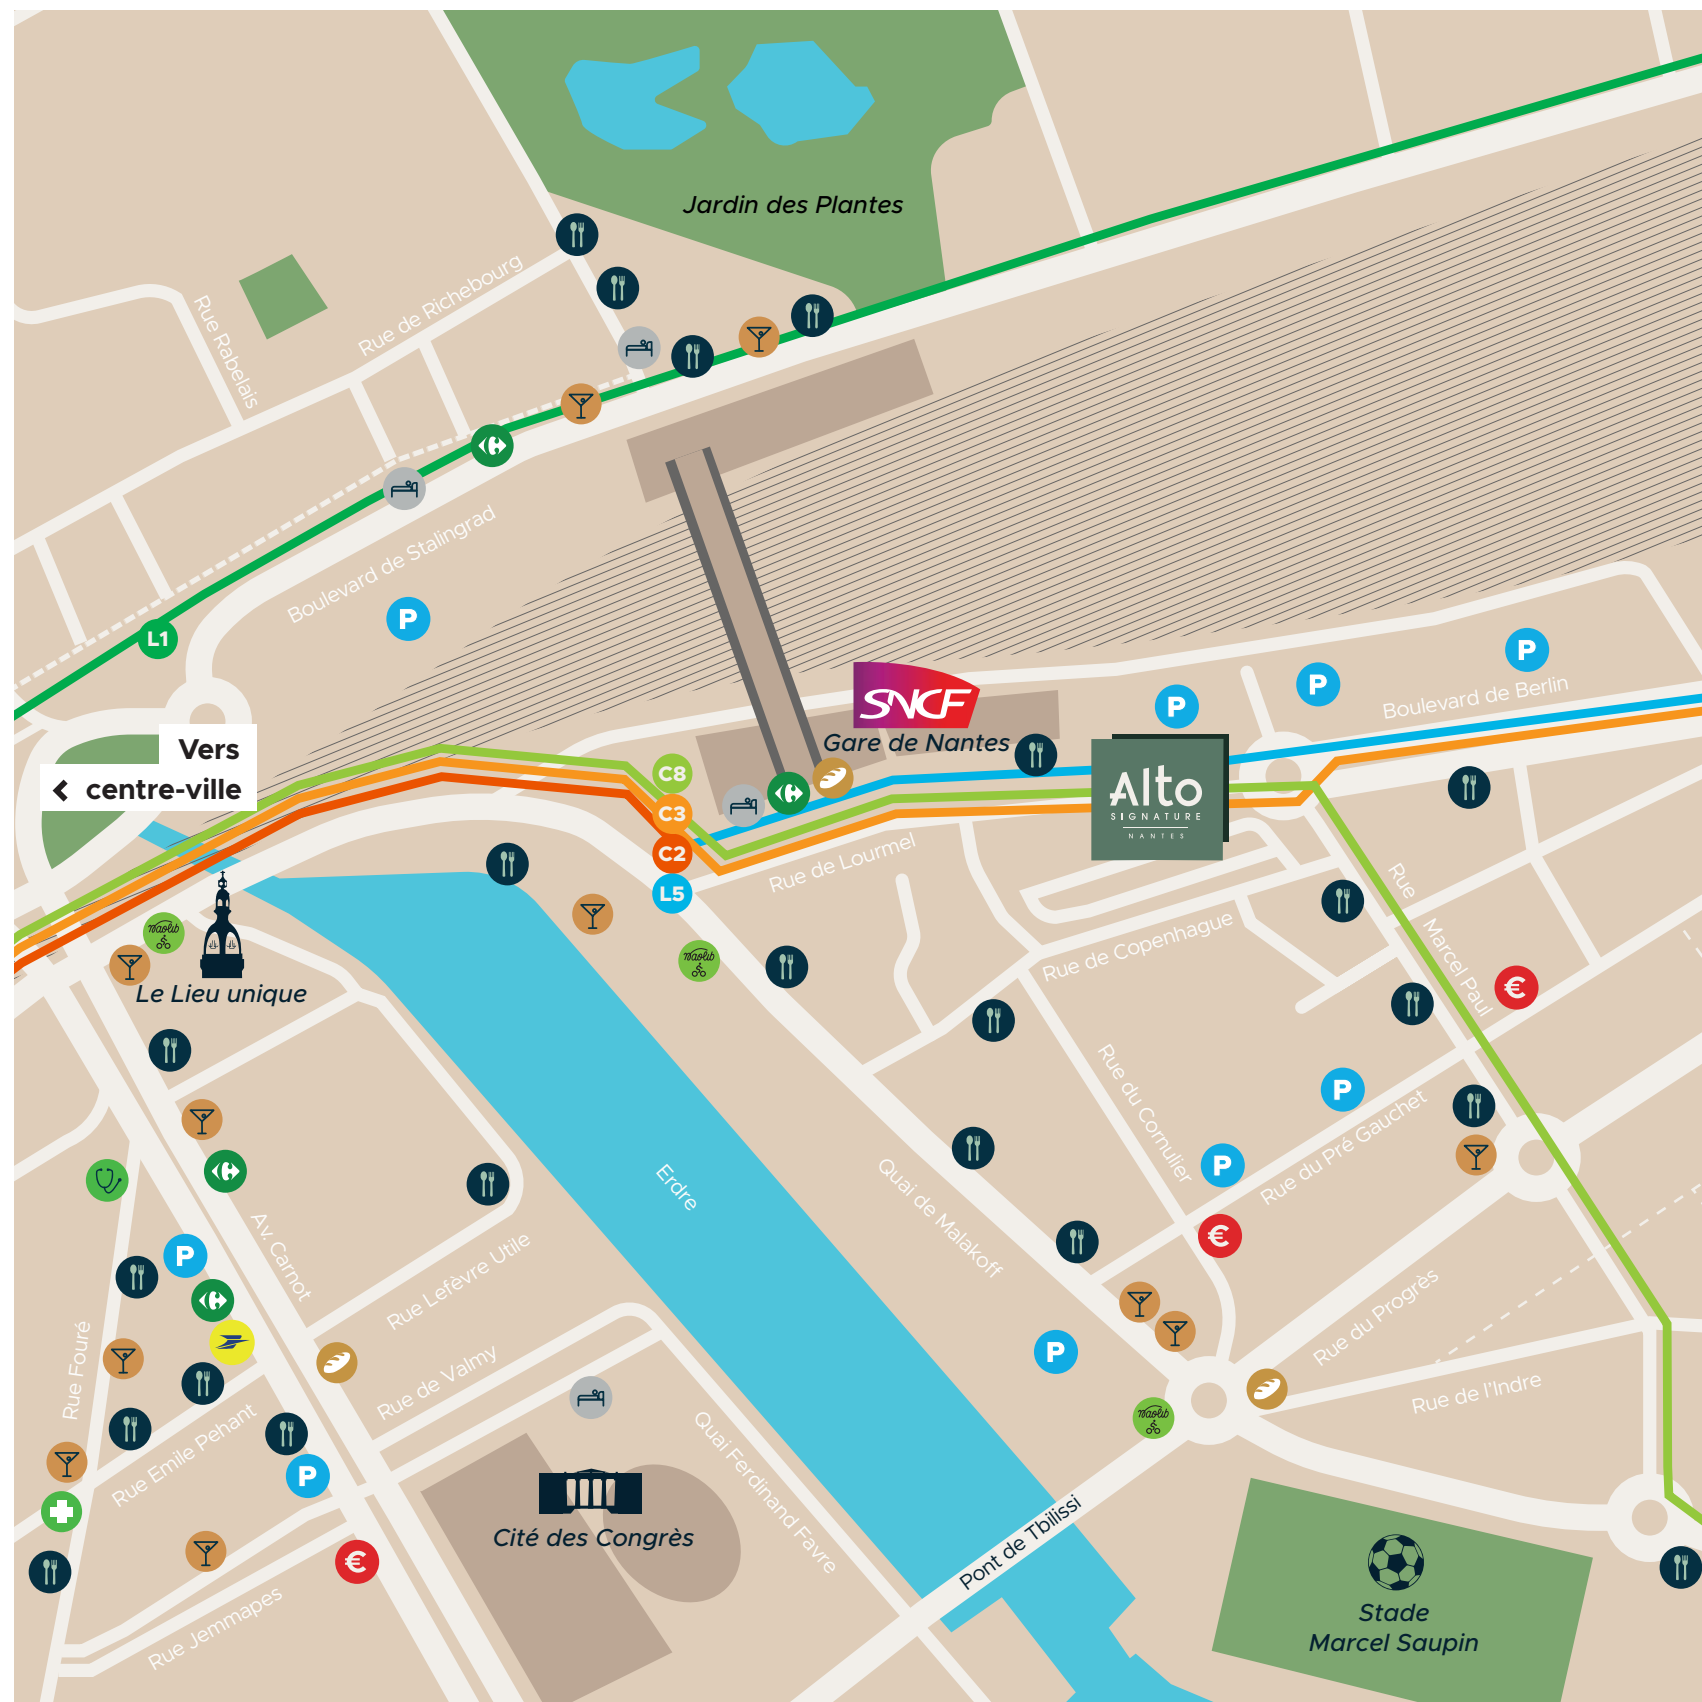 Jardin des Plantes
Rue de Richebourg
Rue Rabelais
Boulevard de Stalingrad
P
L1
P
P
P
Boulevard de Berlin
SNCF
Gare de Nantes
Vers
centre-ville
C8
C3
C2
L5
Alto
SIGNATURE
NANTES
Rue de Lourmel
Rue Marcel Paul
Rue de Copenhague
naolib
naolib
Le Lieu unique
€
P
Rue du Cornulier
Rue du Pré Gauchet
P
€
Erdre
Quai de Malakoff
Av. Carnot
P
Rue Lefèvre Utile
Rue du Progrès
Rue Fouré
Rue de Valmy
P
Rue de l'Indre
naolib
Rue Emile Pehant
P
Quai Ferdinand Favre
Cité des Congrès
€
Pont de Tbilissi
Rue Jemmapes
Stade
Marcel Saupin